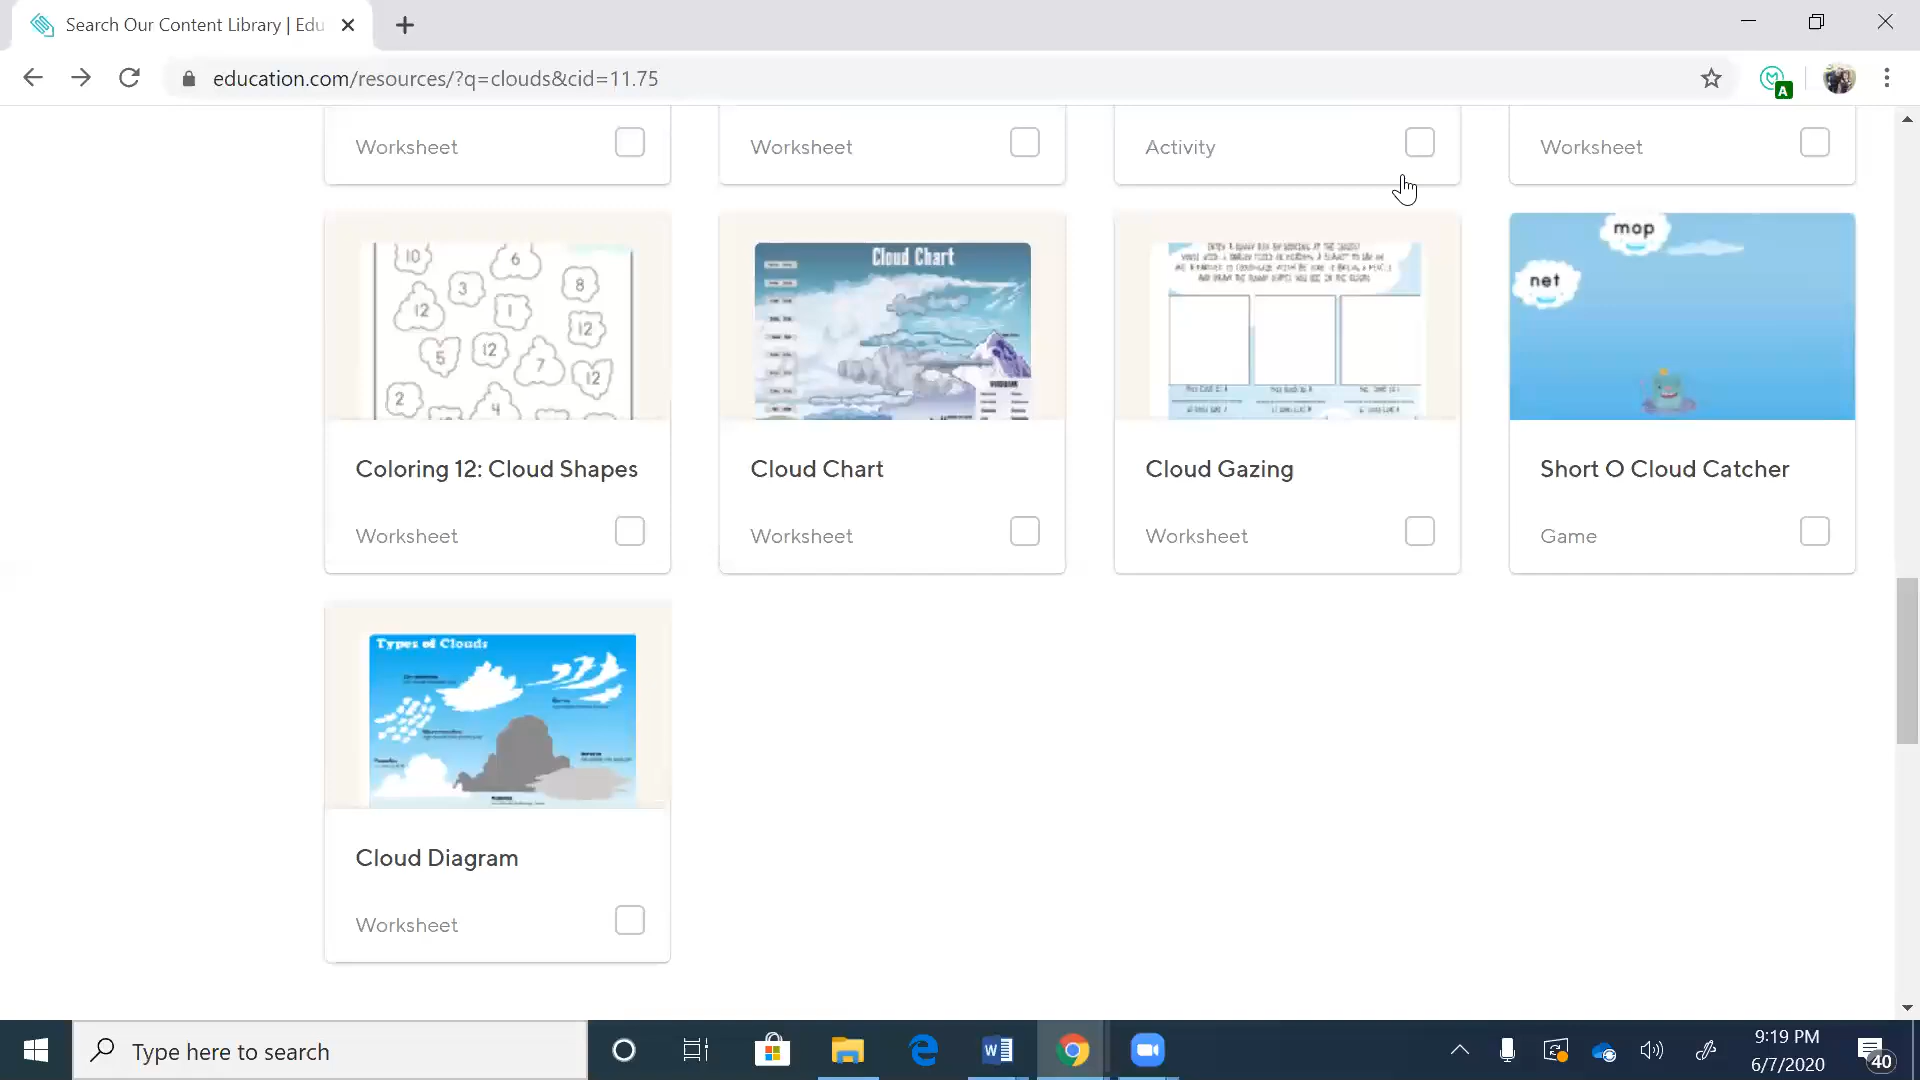 Search Our Content Library | Edu
education.com/resources/?q=clouds&cid=11.75
A
Worksheet
Worksheet
Activity
Worksheet
10
6
3
8
12
1
12
5
12
7
12
2
4
Cloud Chart
mop
net
Coloring 12: Cloud Shapes
Cloud Chart
Cloud Gazing
Short O Cloud Catcher
Worksheet
Worksheet
Worksheet
Game
Types of Clouds
Cloud Diagram
Worksheet
Type here to search
9:19 PM
6/7/2020
40